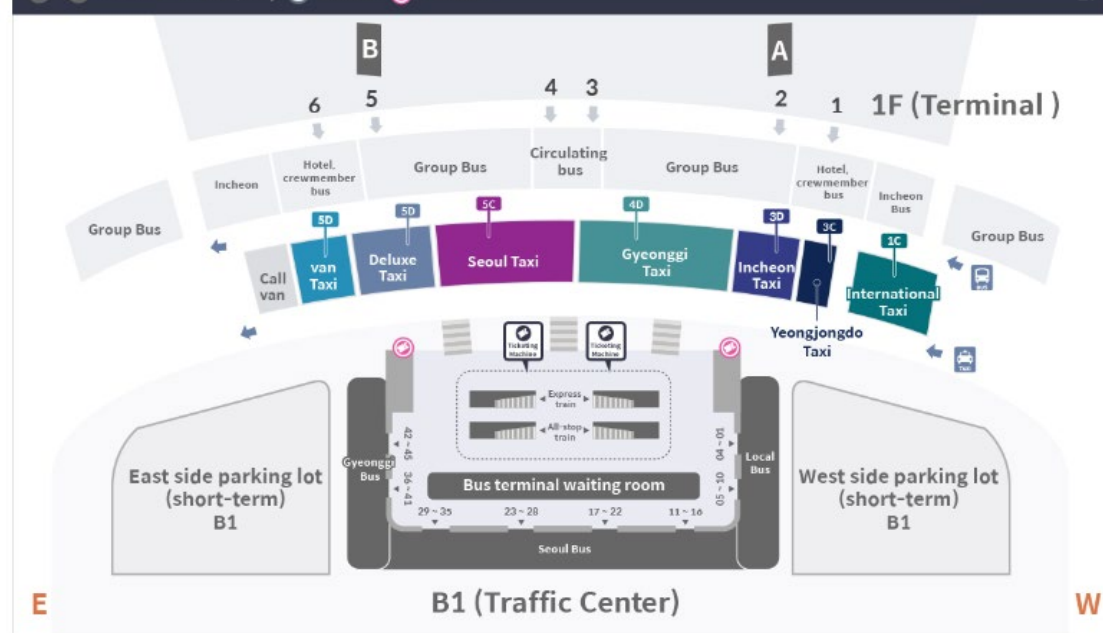 B
A
6
5
4
3
2
1
1F (Terminal )
Group Bus
Incheon
Hotel,
crewmember
bus
Group Bus
Circulating
bus
Group Bus
Hotel,
crewmember
bus
Incheon
Bus
Group Bus
5D
5D
5C
4D
3D
3C
1C
Call
van
van
Taxi
Deluxe
Taxi
Seoul Taxi
Gyeonggi
Taxi
Incheon
Taxi
International
Taxi
Yeongjongdo
Taxi
BUS
TAXI
Ticketing
Machine
Ticketing
Machine
Express
train
All-stop
train
42 ~ 45
36 ~ 41
04 ~ 01
05 ~ 10
Gyeonggi
Bus
Local
Bus
Bus terminal waiting room
29 ~ 35
23 ~ 28
17 ~ 22
11 ~ 16
Seoul Bus
East side parking lot
(short-term)
B1
West side parking lot
(short-term)
B1
E
B1 (Traffic Center)
W